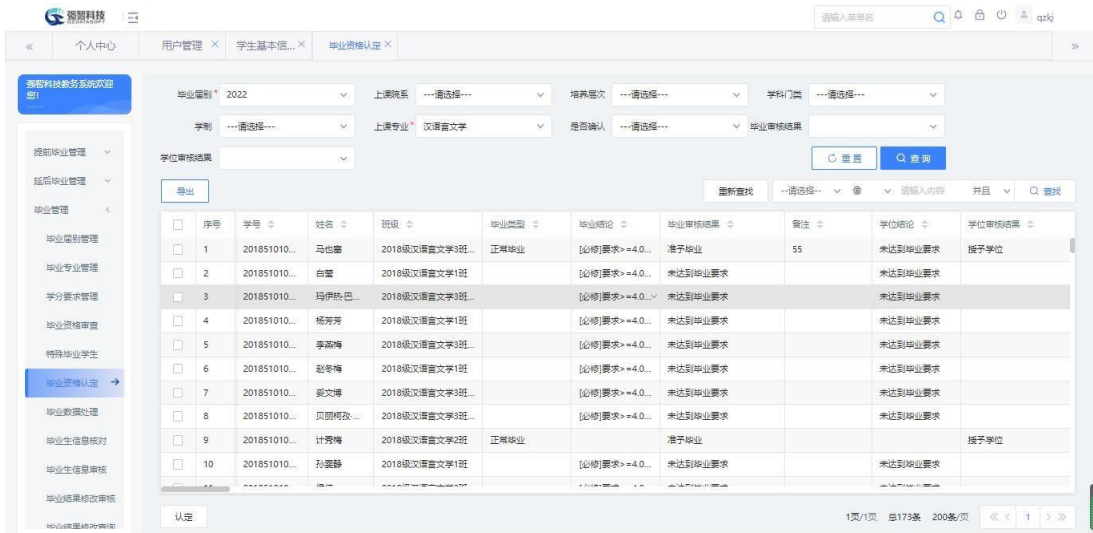 强智科技
QZDATASOFT
请输入菜单名
qzkj
个人中心
用户管理 ×
学生基本信...×
毕业资格认定 ×
强智科技教务系统欢迎您!
提前毕业管理
延后毕业管理
毕业管理
毕业届别管理
毕业专业管理
学分要求管理
毕业资格审查
特殊毕业学生
毕业资格认定
毕业数据处理
毕业生信息核对
毕业生信息审核
毕业结果修改审核
毕业结果修改查询
毕业届别* 2022 上课院系 ---请选择--- 培养层次 ---请选择--- 学科门类 ---请选择---
学制 ---请选择--- 上课专业* 汉语言文学 是否确认 ---请选择--- 毕业审核结果
学位审核结果 重置 查询
导出 重新查找 --请选择-- 像 请输入内容 并且 查找
序号 学号 姓名 班级 毕业类型 毕业结论 毕业审核结果 备注 学位结论 学位审核结果
1 201851010... 马也塞 2018级汉语言文学3班... 正常毕业 [必修]要求>=4.0... 准予毕业 55 未达到毕业要求 授予学位
2 201851010... 白莹 2018级汉语言文学1班 [必修]要求>=4.0... 未达到毕业要求 未达到毕业要求
3 201851010... 玛伊热·巴... 2018级汉语言文学3班... [必修]要求>=4.0... 未达到毕业要求 未达到毕业要求
4 201851010... 杨芳芳 2018级汉语言文学1班 [必修]要求>=4.0... 未达到毕业要求 未达到毕业要求
5 201851010... 李燕梅 2018级汉语言文学3班... [必修]要求>=4.0... 未达到毕业要求 未达到毕业要求
6 201851010... 赵冬梅 2018级汉语言文学1班 [必修]要求>=4.0... 未达到毕业要求 未达到毕业要求
7 201851010... 妥文博 2018级汉语言文学3班... [必修]要求>=4.0... 未达到毕业要求 未达到毕业要求
8 201851010... 贝丽柯孜·... 2018级汉语言文学3班... [必修]要求>=4.0... 未达到毕业要求 未达到毕业要求
9 201851010... 计秀梅 2018级汉语言文学2班 正常毕业 准予毕业 授予学位
10 201851010... 孙雯静 2018级汉语言文学1班 [必修]要求>=4.0... 未达到毕业要求 未达到毕业要求
认定 1页/1页 总173条 200条/页 1